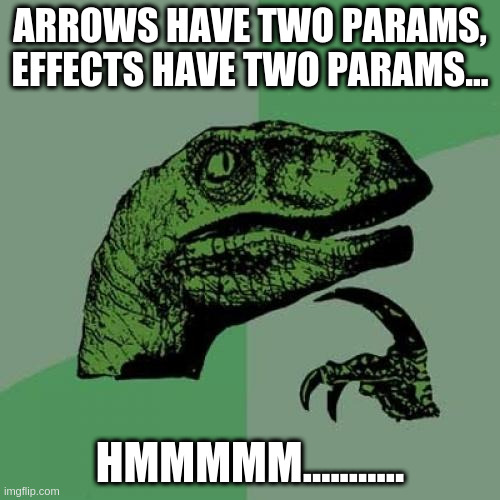 ARROWS HAVE TWO PARAMS,
EFFECTS HAVE TWO PARAMS...
HMMMMM...........
imgflip.com